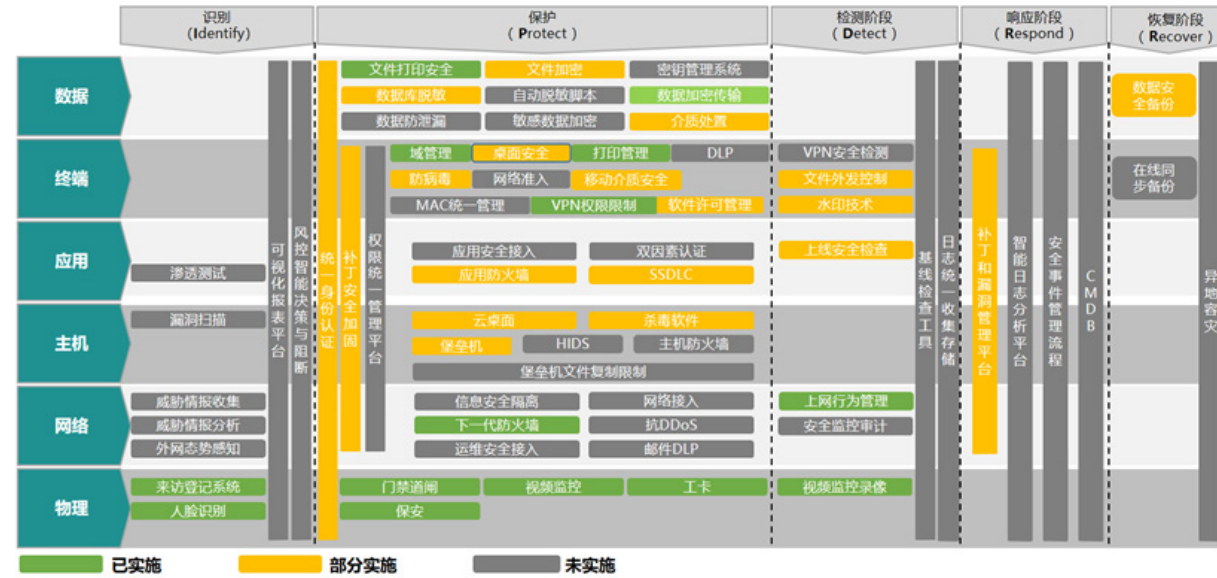 识别
(Identify)
保护
( Protect )
检测阶段
( Detect )
响应阶段
( Respond )
恢复阶段
( Recover )
数据
文件打印安全
文件加密
密钥管理系统
数据库脱敏
自动脱敏脚本
数据加密传输
数据防泄漏
敏感数据加密
介质处置
数据安
全备份
终端
域管理
桌面安全
打印管理
DLP
VPN安全检测
防病毒
网络准入
移动介质安全
文件外发控制
MAC统一管理
VPN权限限制
软件许可管理
水印技术
在线同
步备份
应用
渗透测试
应用安全接入
双因素认证
上线安全检查
应用防火墙
SSDLC
主机
漏洞扫描
云桌面
杀毒软件
堡垒机
HIDS
主机防火墙
堡垒机文件复制限制
网络
威胁情报收集
威胁情报分析
外网态势感知
信息安全隔离
网络接入
上网行为管理
下一代防火墙
抗DDoS
安全监控审计
运维安全接入
邮件DLP
物理
来访登记系统
人脸识别
门禁道闸
视频监控
工卡
视频监控录像
保安
可视化报表平台
风控智能决策与阻断
统一身份认证
补丁安全加固
权限统一管理平台
基线检查工具
日志统一收集存储
补丁和漏洞管理平台
智能日志分析平台
安全事件管理流程
CMDB
异地容灾
已实施
部分实施
未实施